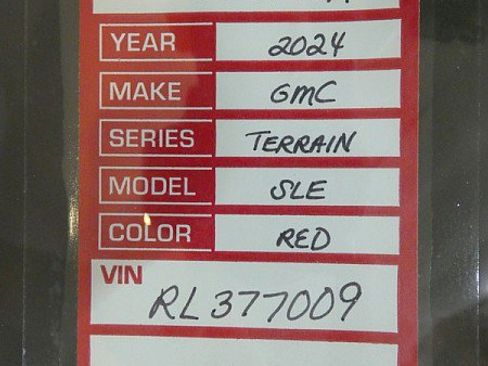 YEAR 2024
MAKE GMC
SERIES TERRAIN
MODEL SLE
COLOR RED
VIN
RL377009